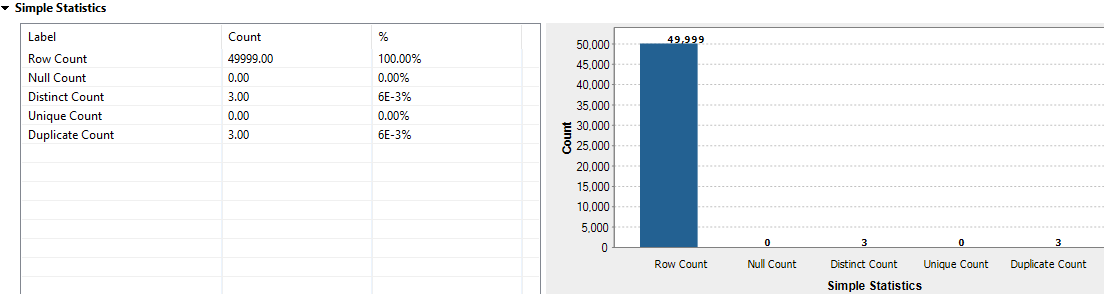 Simple Statistics
Label Count %
Row Count 49999.00 100.00%
Null Count 0.00 0.00%
Distinct Count 3.00 6E-3%
Unique Count 0.00 0.00%
Duplicate Count 3.00 6E-3%
49,999
50,000
45,000
40,000
35,000
30,000
25,000
20,000
15,000
10,000
5,000
0
Count
0 3 0 3
Row Count Null Count Distinct Count Unique Count Duplicate Count
Simple Statistics